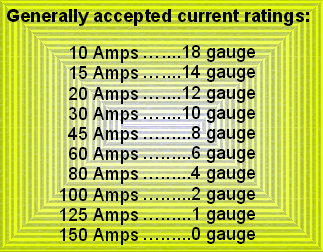 Generally accepted current ratings:
10 Amps …....18 gauge
15 Amps …....14 gauge
20 Amps …....12 gauge
30 Amps …....10 gauge
45 Amps ….......8 gauge
60 Amps ….......6 gauge
80 Amps ….......4 gauge
100 Amps ….......2 gauge
125 Amps ….......1 gauge
150 Amps ….......0 gauge